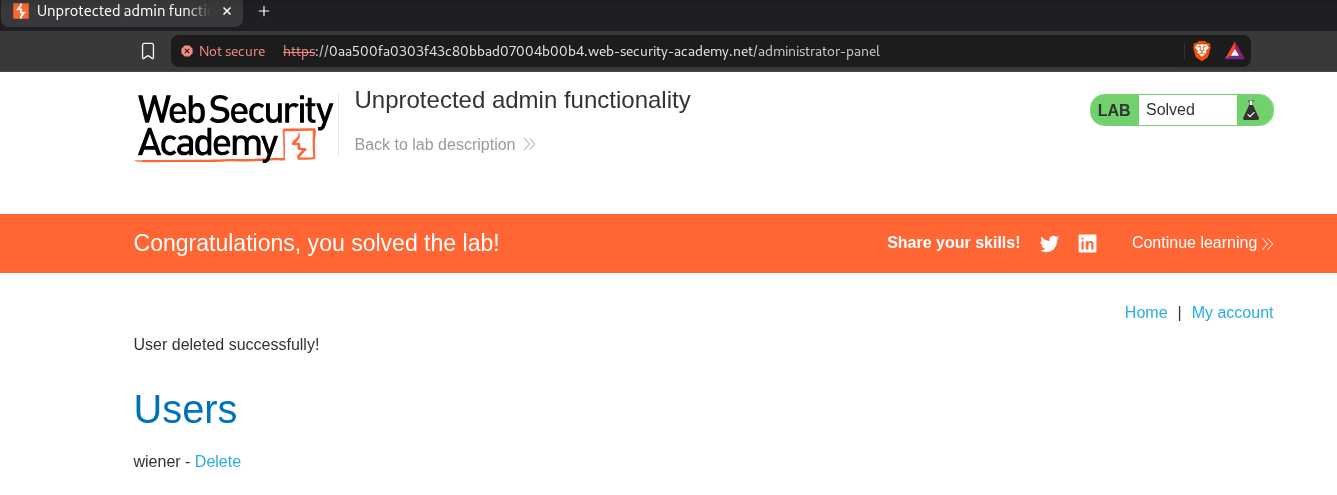 Unprotected admin functi
Not secure https://0aa500fa0303f43c80bbad07004b00b4.web-security-academy.net/administrator-panel
Web Security
Academy
Unprotected admin functionality
Back to lab description
LAB Solved
Congratulations, you solved the lab!
Share your skills!
Continue learning
Home | My account
User deleted successfully!
Users
wiener - Delete